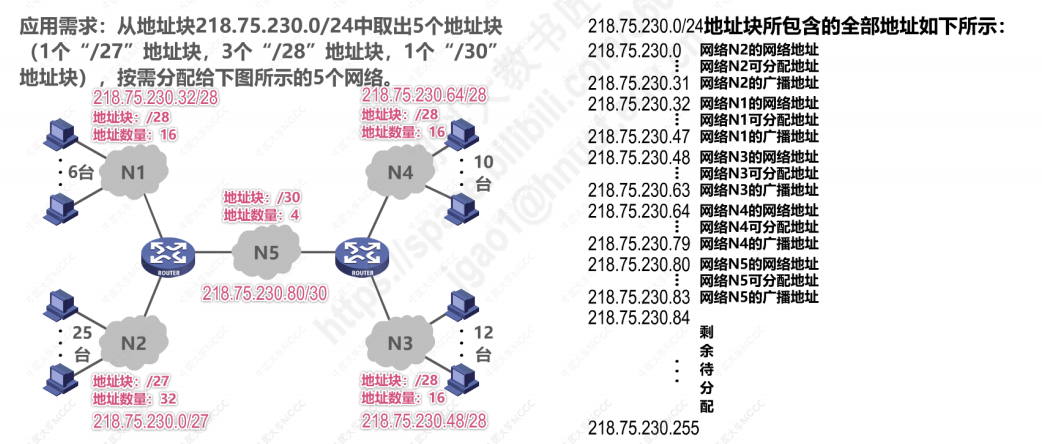 应用需求：从地址块218.75.230.0/24中取出5个地址块
（1个“/27”地址块，3个“/28”地址块，1个“/30”
地址块），按需分配给下图所示的5个网络。
218.75.230.32/28
地址块：/28
地址数量：16
6台
N1
218.75.230.64/28
地址块：/28
地址数量：16
N4
10
台
地址块：/30
地址数量：4
N5
ROUTER
ROUTER
218.75.230.80/30
25
台
N2
地址块：/27
地址数量：32
218.75.230.0/27
N3
12
台
地址块：/28
地址数量：16
218.75.230.48/28
218.75.230.0/24地址块所包含的全部地址如下所示：
218.75.230.0 网络N2的网络地址
⋮ 网络N2可分配地址
218.75.230.31 网络N2的广播地址
218.75.230.32 网络N1的网络地址
⋮ 网络N1可分配地址
218.75.230.47 网络N1的广播地址
218.75.230.48 网络N3的网络地址
⋮ 网络N3可分配地址
218.75.230.63 网络N3的广播地址
218.75.230.64 网络N4的网络地址
⋮ 网络N4可分配地址
218.75.230.79 网络N4的广播地址
218.75.230.80 网络N5的网络地址
⋮ 网络N5可分配地址
218.75.230.83 网络N5的广播地址
218.75.230.84
剩
余
待
分
配
218.75.230.255